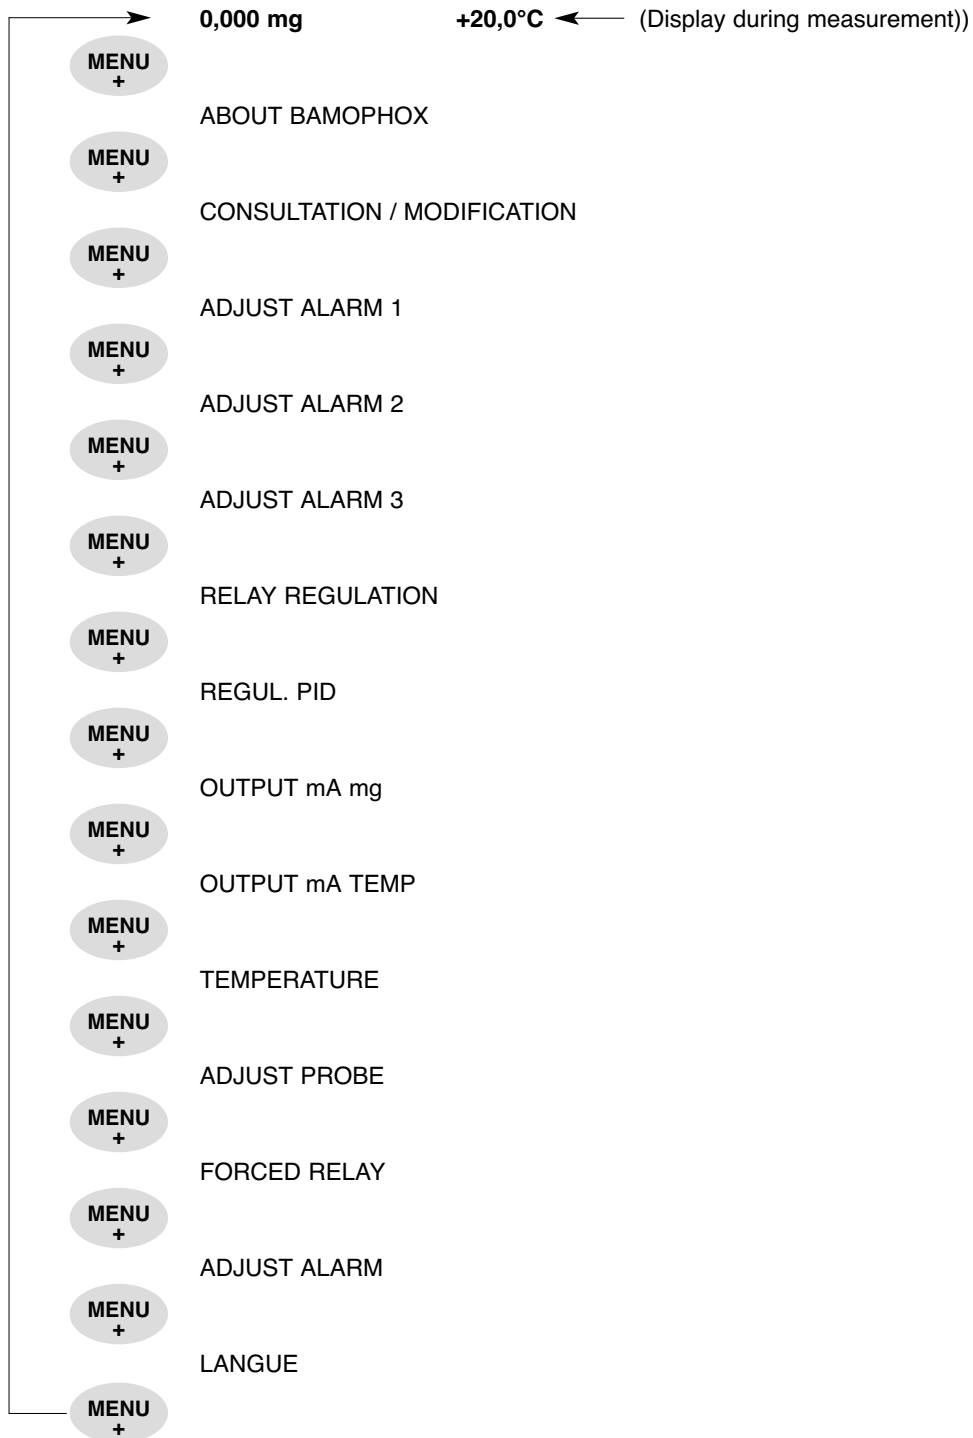 0,000 mg +20,0°C (Display during measurement))
MENU
+
ABOUT BAMOPHOX
MENU
+
CONSULTATION / MODIFICATION
MENU
+
ADJUST ALARM 1
MENU
+
ADJUST ALARM 2
MENU
+
ADJUST ALARM 3
MENU
+
RELAY REGULATION
MENU
+
REGUL. PID
MENU
+
OUTPUT mA mg
MENU
+
OUTPUT mA TEMP
MENU
+
TEMPERATURE
MENU
+
ADJUST PROBE
MENU
+
FORCED RELAY
MENU
+
ADJUST ALARM
MENU
+
LANGUE
MENU
+